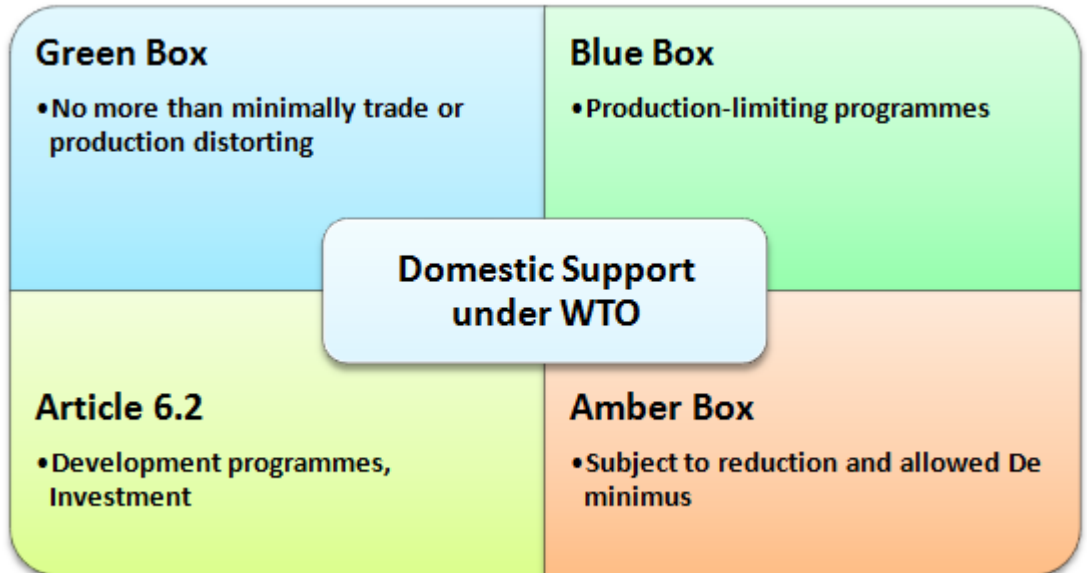 Green Box
•No more than minimally trade or
production distorting
Blue Box
•Production-limiting programmes
Domestic Support
under WTO
Article 6.2
•Development programmes,
Investment
Amber Box
•Subject to reduction and allowed De
minimus